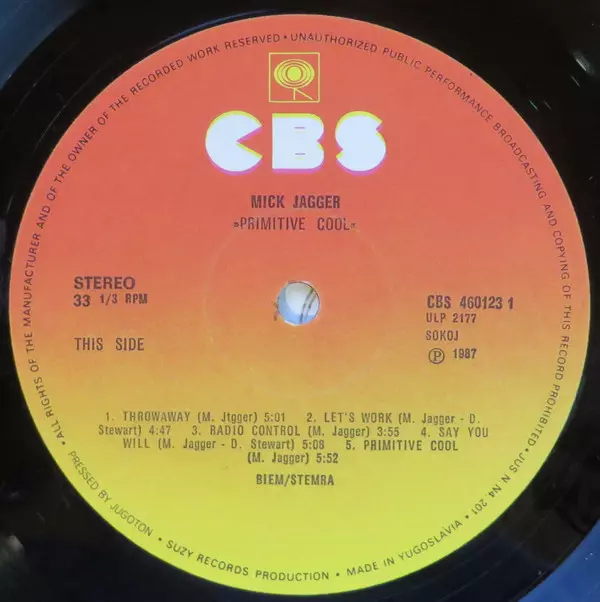 • ALL RIGHTS OF THE MANUFACTURER AND OF THE OWNER OF THE RECORDED WORK RESERVED • UNAUTHORIZED PUBLIC PERFORMANCE BROADCASTING AND COPYING OF THIS RECORD PROHIBITED • JUS N N4. 201
CBS
MICK JAGGER
»PRIMITIVE COOL«
STEREO
33 1/3 RPM
THIS SIDE
CBS 460123 1
ULP 2177
SOKOJ
Ⓟ 1987
1. THROWAWAY (M. Jtgger) 5:01 2. LET'S WORK (M. Jagger - D.
Stewart) 4:47 3. RADIO CONTROL (M. Jagger) 3:55 4. SAY YOU
WILL (M. Jagger - D. Stewart) 5:08 5. PRIMITIVE COOL
(M. Jagger) 5:52
BIEM/STEMRA
PRESSED BY JUGOTON • SUZY RECORDS PRODUCTION • MADE IN YUGOSLAVIA •